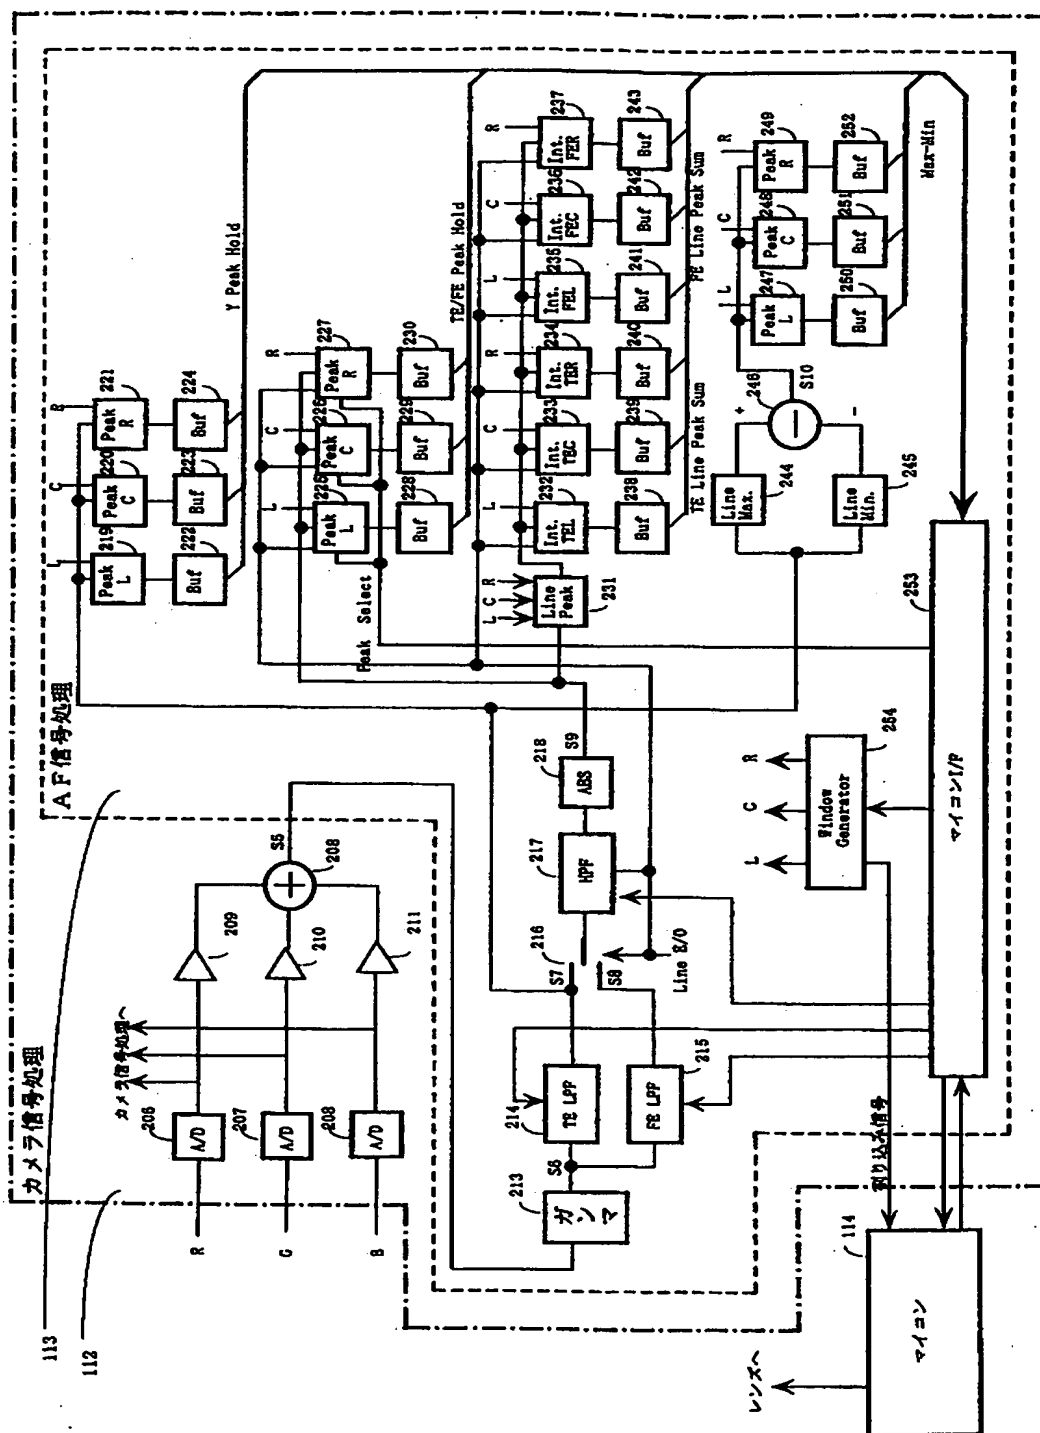 カメラ信号処理
AF信号処理
113
112
R
G
B
206
A/D
207
A/D
208
A/D
カメラ信号処理へ
209
210
211
208
S5
213
ガンマ
S6
214
TE LPF
215
FE LPF
S7
S8
216
Line E/O
217
HPF
218
ABS
S9
L
C
R
219
Peak L
220
Peak C
221
Peak R
222
Buf
223
Buf
224
Buf
Y Peak Hold
L
C
R
225
Peak L
226
Peak C
227
Peak R
228
Buf
229
Buf
230
Buf
TE/FE Peak Hold
Peak Select
L
C
R
Line Peak
231
L
C
R
L
C
R
232
Int. TEL
233
Int. TEC
234
Int. TER
235
Int. FEL
236
Int. FEC
237
Int. FER
238
Buf
239
Buf
240
Buf
241
Buf
242
Buf
243
Buf
TE Line Peak Sum
FE Line Peak Sum
Line Max.
244
Line Min.
245
+
-
246
S10
L
C
R
247
Peak L
248
Peak C
249
Peak R
250
Buf
251
Buf
252
Buf
Max-Min
L
C
R
Window Generator
254
253
マイコンI/F
割り込み信号
114
マイコン
レンズへ